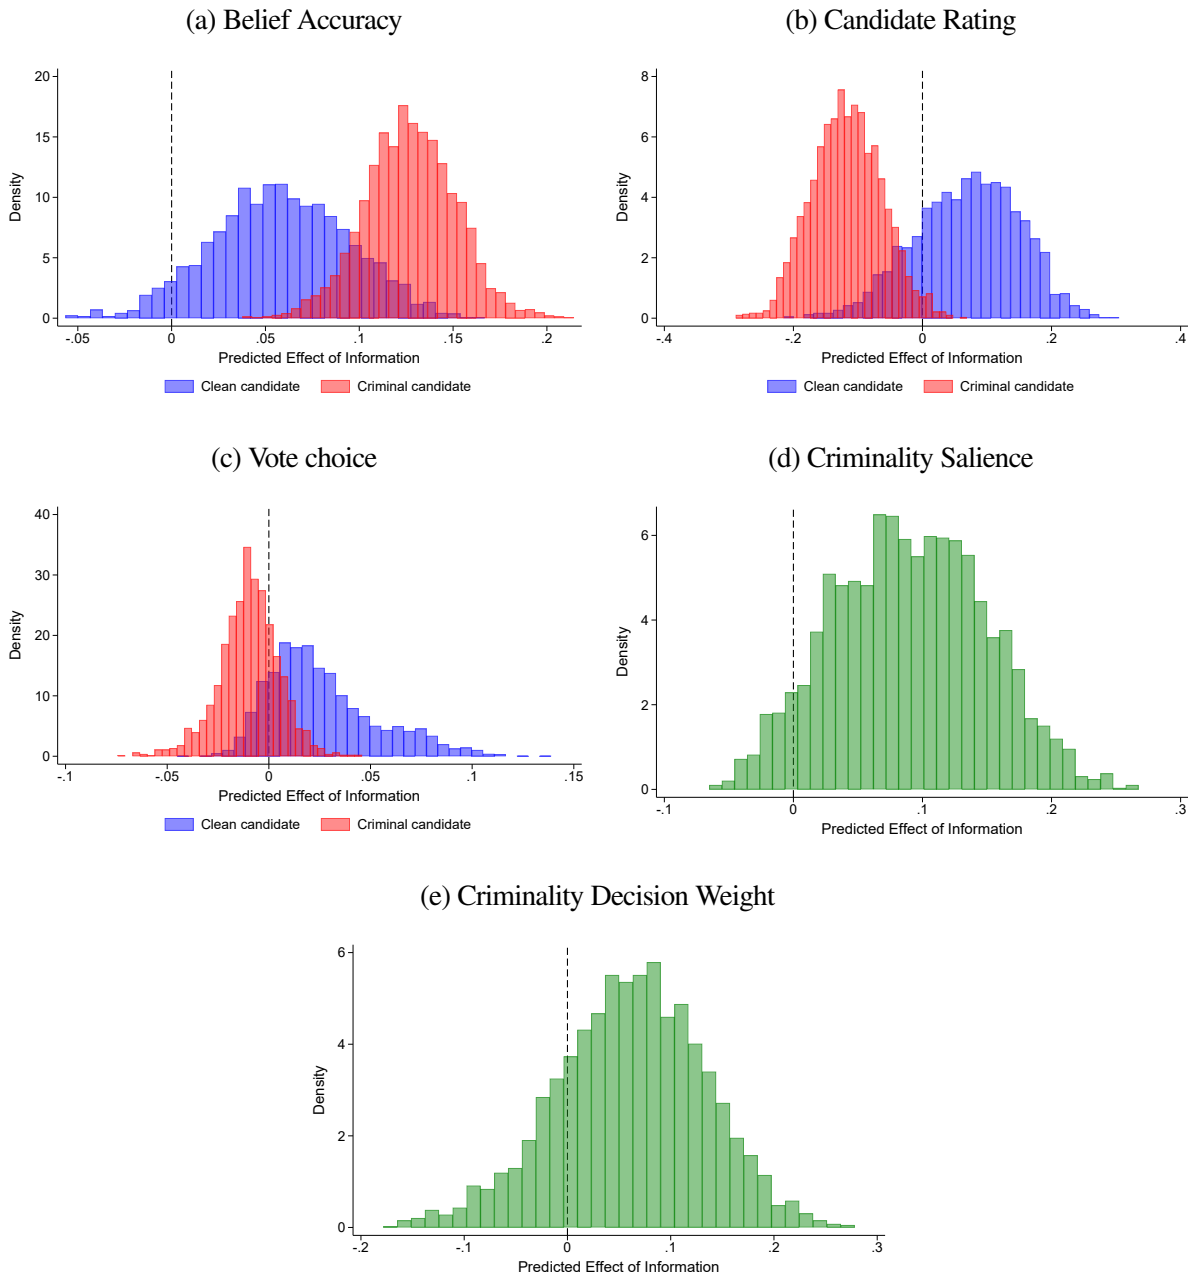 (a) Belief Accuracy
20
15
10
5
0
Density
-.05 0 .05 .1 .15 .2
Predicted Effect of Information
Clean candidate Criminal candidate
(b) Candidate Rating
8
6
4
2
0
Density
-.4 -.2 0 .2 .4
Predicted Effect of Information
Clean candidate Criminal candidate
(c) Vote choice
40
30
20
10
0
Density
-.1 -.05 0 .05 .1 .15
Predicted Effect of Information
Clean candidate Criminal candidate
(d) Criminality Salience
6
4
2
0
Density
-.1 0 .1 .2 .3
Predicted Effect of Information
(e) Criminality Decision Weight
6
4
2
0
Density
-.2 -.1 0 .1 .2 .3
Predicted Effect of Information